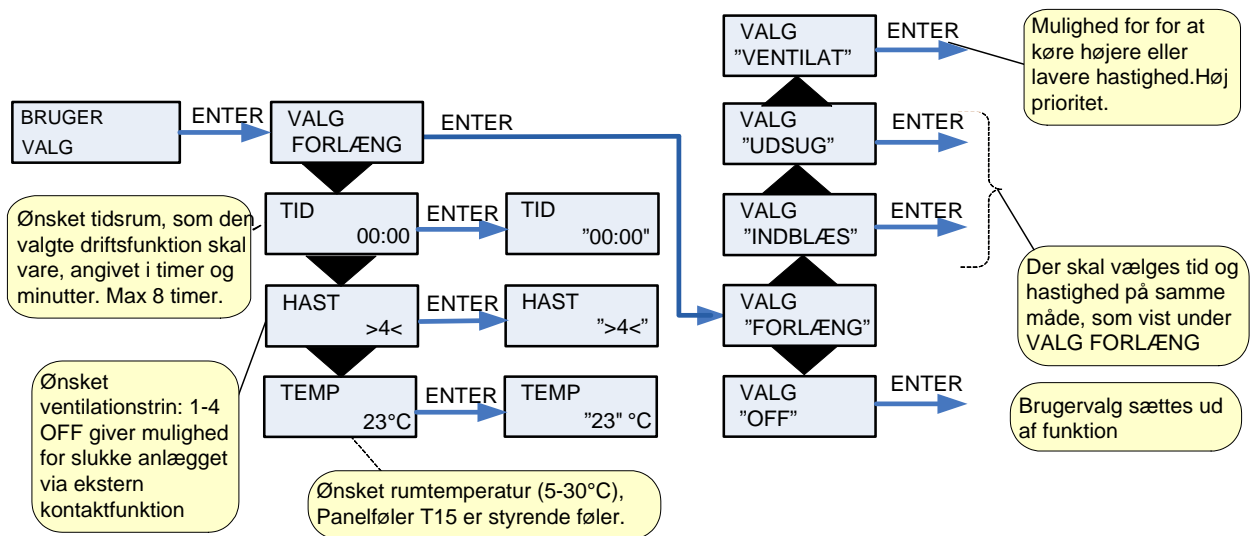 BRUGER
VALG
ENTER
VALG
FORLÆNG
ENTER
Ønsket tidsrum, som den
valgte driftsfunktion skal
vare, angivet i timer og
minutter. Max 8 timer.
TID
00:00
ENTER
TID
"00:00"
HAST
>4<
ENTER
HAST
">4<"
Ønsket
ventilationstrin: 1-4
OFF giver mulighed
for slukke anlægget
via ekstern
kontaktfunktion
TEMP
23°C
ENTER
TEMP
"23" °C
Ønsket rumtemperatur (5-30°C),
Panelføler T15 er styrende føler.
VALG
"VENTILAT"
ENTER
Mulighed for for at
køre højere eller
lavere hastighed.Høj
prioritet.
VALG
"UDSUG"
ENTER
VALG
"INDBLÆS"
ENTER
Der skal vælges tid og
hastighed på samme
måde, som vist under
VALG FORLÆNG
VALG
"FORLÆNG"
VALG
"OFF"
ENTER
Brugervalg sættes ud
af funktion